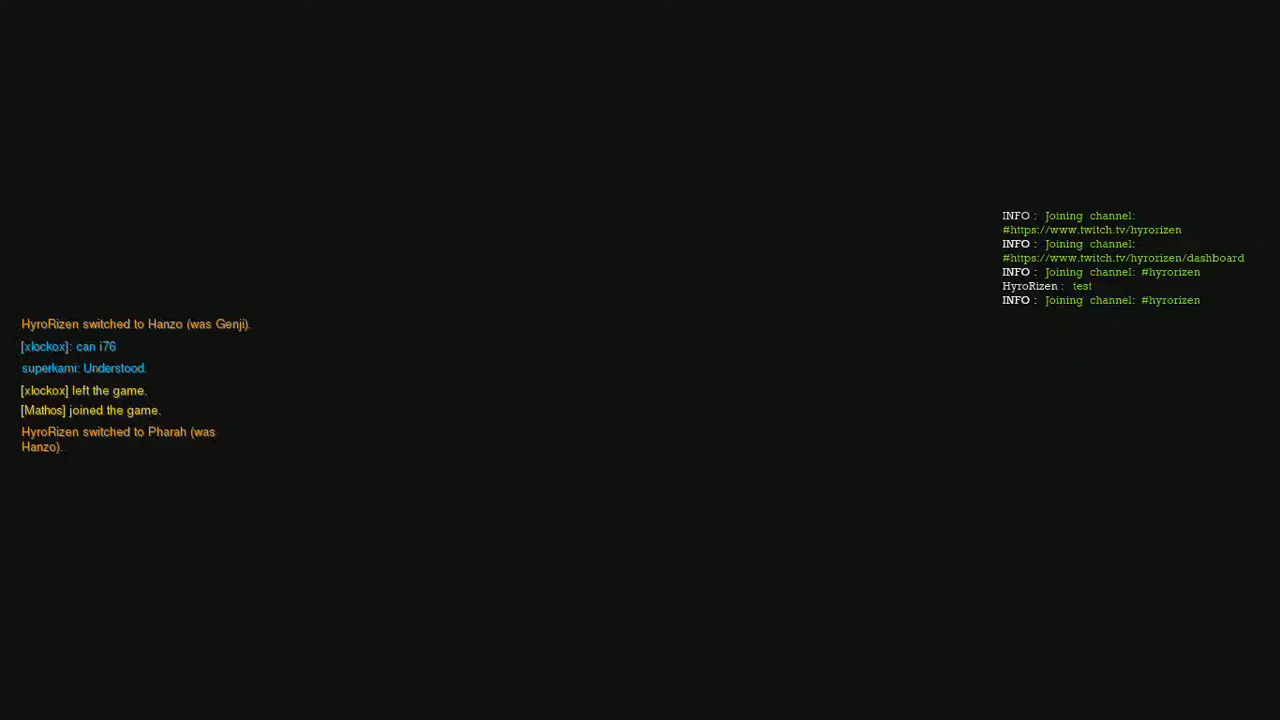 INFO : Joining channel:
#https://www.twitch.tv/hyrorizen
INFO : Joining channel:
#https://www.twitch.tv/hyrorizen/dashboard
INFO : Joining channel: #hyrorizen
HyroRizen : test
INFO : Joining channel: #hyrorizen
HyroRizen switched to Hanzo (was Genji).
[xlockox]: can i76
superkami: Understood.
[xlockox] left the game.
[Mathos] joined the game.
HyroRizen switched to Pharah (was
Hanzo).